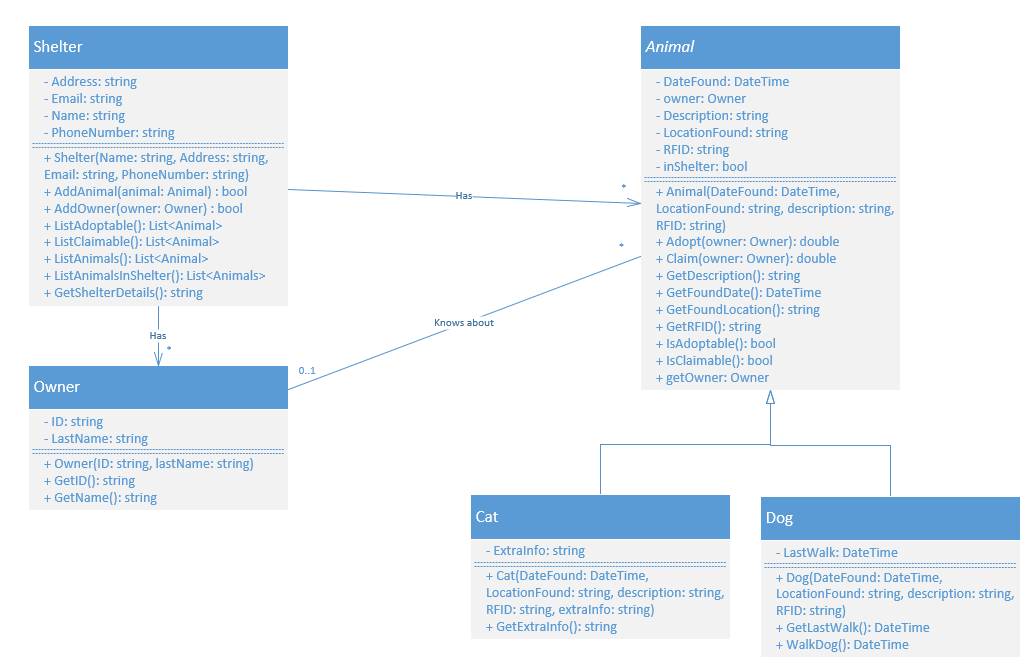 Shelter
- Address: string
- Email: string
- Name: string
- PhoneNumber: string
+ Shelter(Name: string, Address: string,
Email: string, PhoneNumber: string)
+ AddAnimal(animal: Animal) : bool
+ AddOwner(owner: Owner) : bool
+ ListAdoptable(): List<Animal>
+ ListClaimable(): List<Animal>
+ ListAnimals(): List<Animal>
+ ListAnimalsInShelter(): List<Animals>
+ GetShelterDetails(): string
Has
*
Has
*
Knows about
*
0..1
Animal
- DateFound: DateTime
- owner: Owner
- Description: string
- LocationFound: string
- RFID: string
- inShelter: bool
+ Animal(DateFound: DateTime,
LocationFound: string, description: string,
RFID: string)
+ Adopt(owner: Owner): double
+ Claim(owner: Owner): double
+ GetDescription(): string
+ GetFoundDate(): DateTime
+ GetFoundLocation(): string
+ GetRFID(): string
+ IsAdoptable(): bool
+ IsClaimable(): bool
+ getOwner: Owner
Owner
- ID: string
- LastName: string
+ Owner(ID: string, lastName: string)
+ GetID(): string
+ GetName(): string
Cat
- ExtraInfo: string
+ Cat(DateFound: DateTime,
LocationFound: string, description: string,
RFID: string, extraInfo: string)
+ GetExtraInfo(): string
Dog
- LastWalk: DateTime
+ Dog(DateFound: DateTime,
LocationFound: string, description: string,
RFID: string)
+ GetLastWalk(): DateTime
+ WalkDog(): DateTime